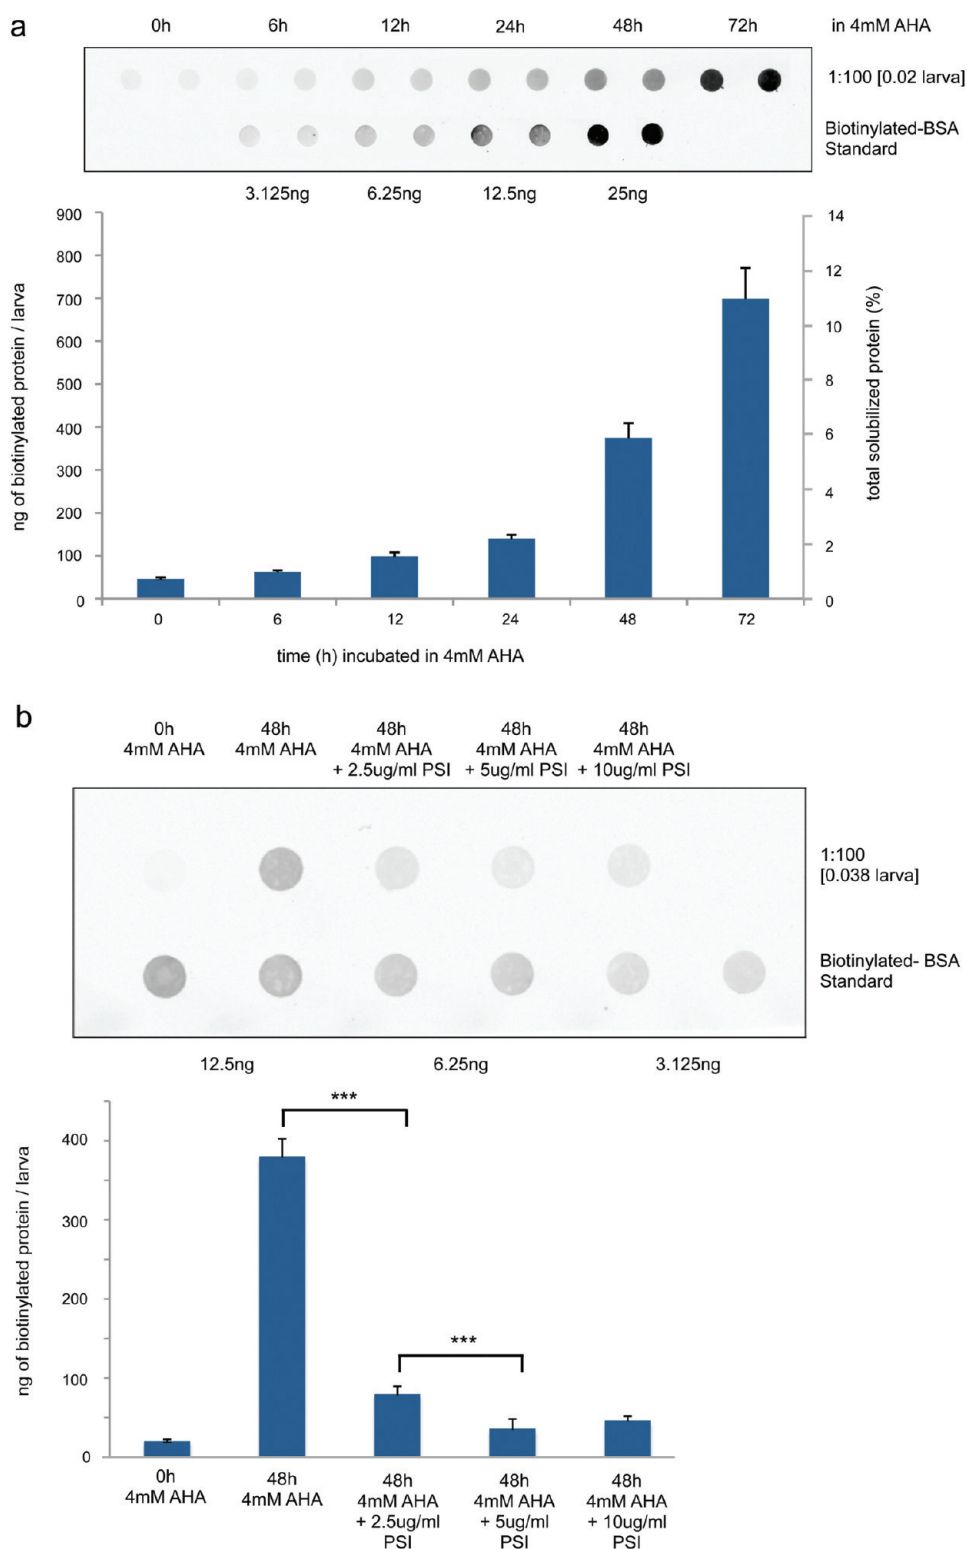 a
0h 6h 12h 24h 48h 72h in 4mM AHA
1:100 [0.02 larva]
Biotinylated-BSA
Standard
3.125ng 6.25ng 12.5ng 25ng
900
800
700
600
500
400
300
200
100
0
ng of biotinylated protein / larva
14
12
10
8
6
4
2
0
total solubilized protein (%)
0 6 12 24 48 72
time (h) incubated in 4mM AHA
b
0h 48h 48h 48h 48h
4mM AHA 4mM AHA 4mM AHA 4mM AHA 4mM AHA
+ 2.5ug/ml PSI + 5ug/ml PSI + 10ug/ml PSI
1:100
[0.038 larva]
Biotinylated- BSA
Standard
12.5ng 6.25ng 3.125ng
***
***
400
300
200
100
0
ng of biotinylated protein / larva
0h 48h 48h 48h 48h
4mM AHA 4mM AHA 4mM AHA 4mM AHA 4mM AHA
+ 2.5ug/ml + 5ug/ml + 10ug/ml
PSI PSI PSI